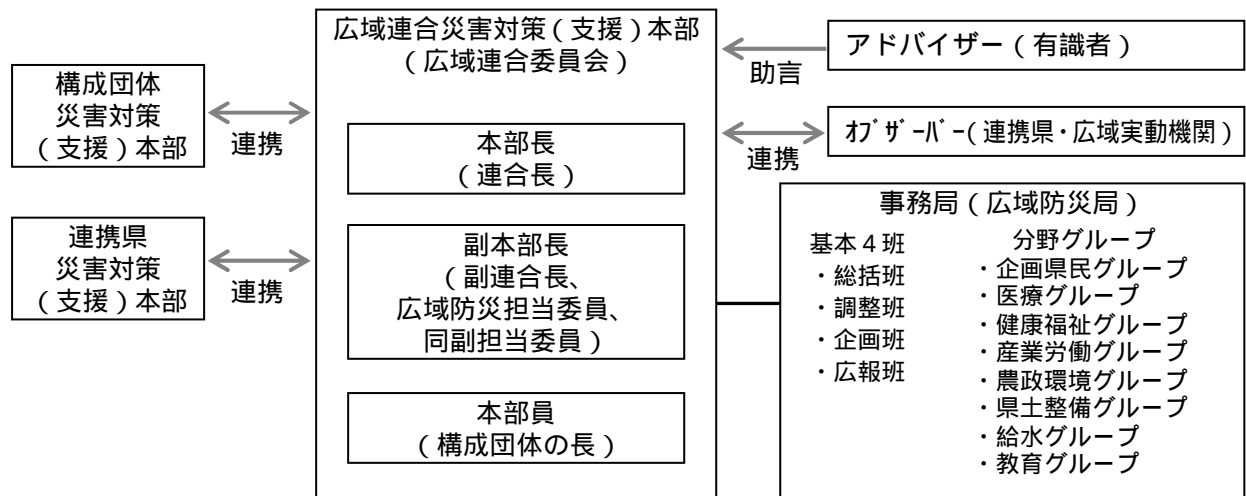 広域連合災害対策（支援）本部
（広域連合委員会）
本部長
（連合長）
副本部長
（副連合長、
広域防災担当委員、
同副担当委員）
本部員
（構成団体の長）
構成団体
災害対策
（支援）本部
連携
連携県
災害対策
（支援）本部
連携
アドバイザー（有識者）
助言
ｵﾌﾞｻﾞｰﾊﾞｰ(連携県・広域実動機関)
連携
事務局（広域防災局）
基本４班
・総括班
・調整班
・企画班
・広報班
分野グループ
・企画県民グループ
・医療グループ
・健康福祉グループ
・産業労働グループ
・農政環境グループ
・県土整備グループ
・給水グループ
・教育グループ